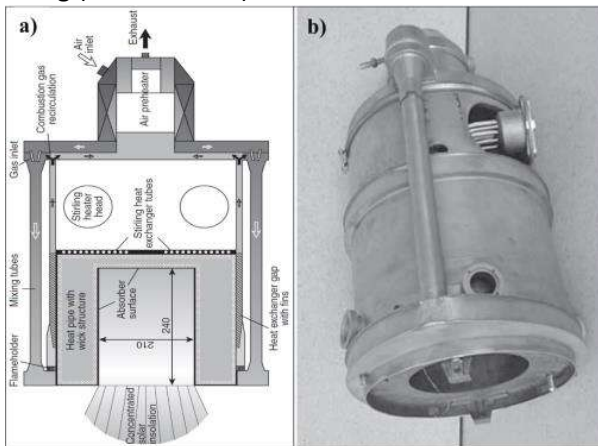 a)
b)
Air
inlet
Exhaust
Air preheater
Combustion gas
recirculation
Gas inlet
Stirling
heater
head
Stirling heat
exchanger tubes
Mixing tubes
Heat pipe with
wick structure
Absorber
surface
240
210
Heat exchanger gap
with fins
Flameholder
Concentrated
solar
insolation